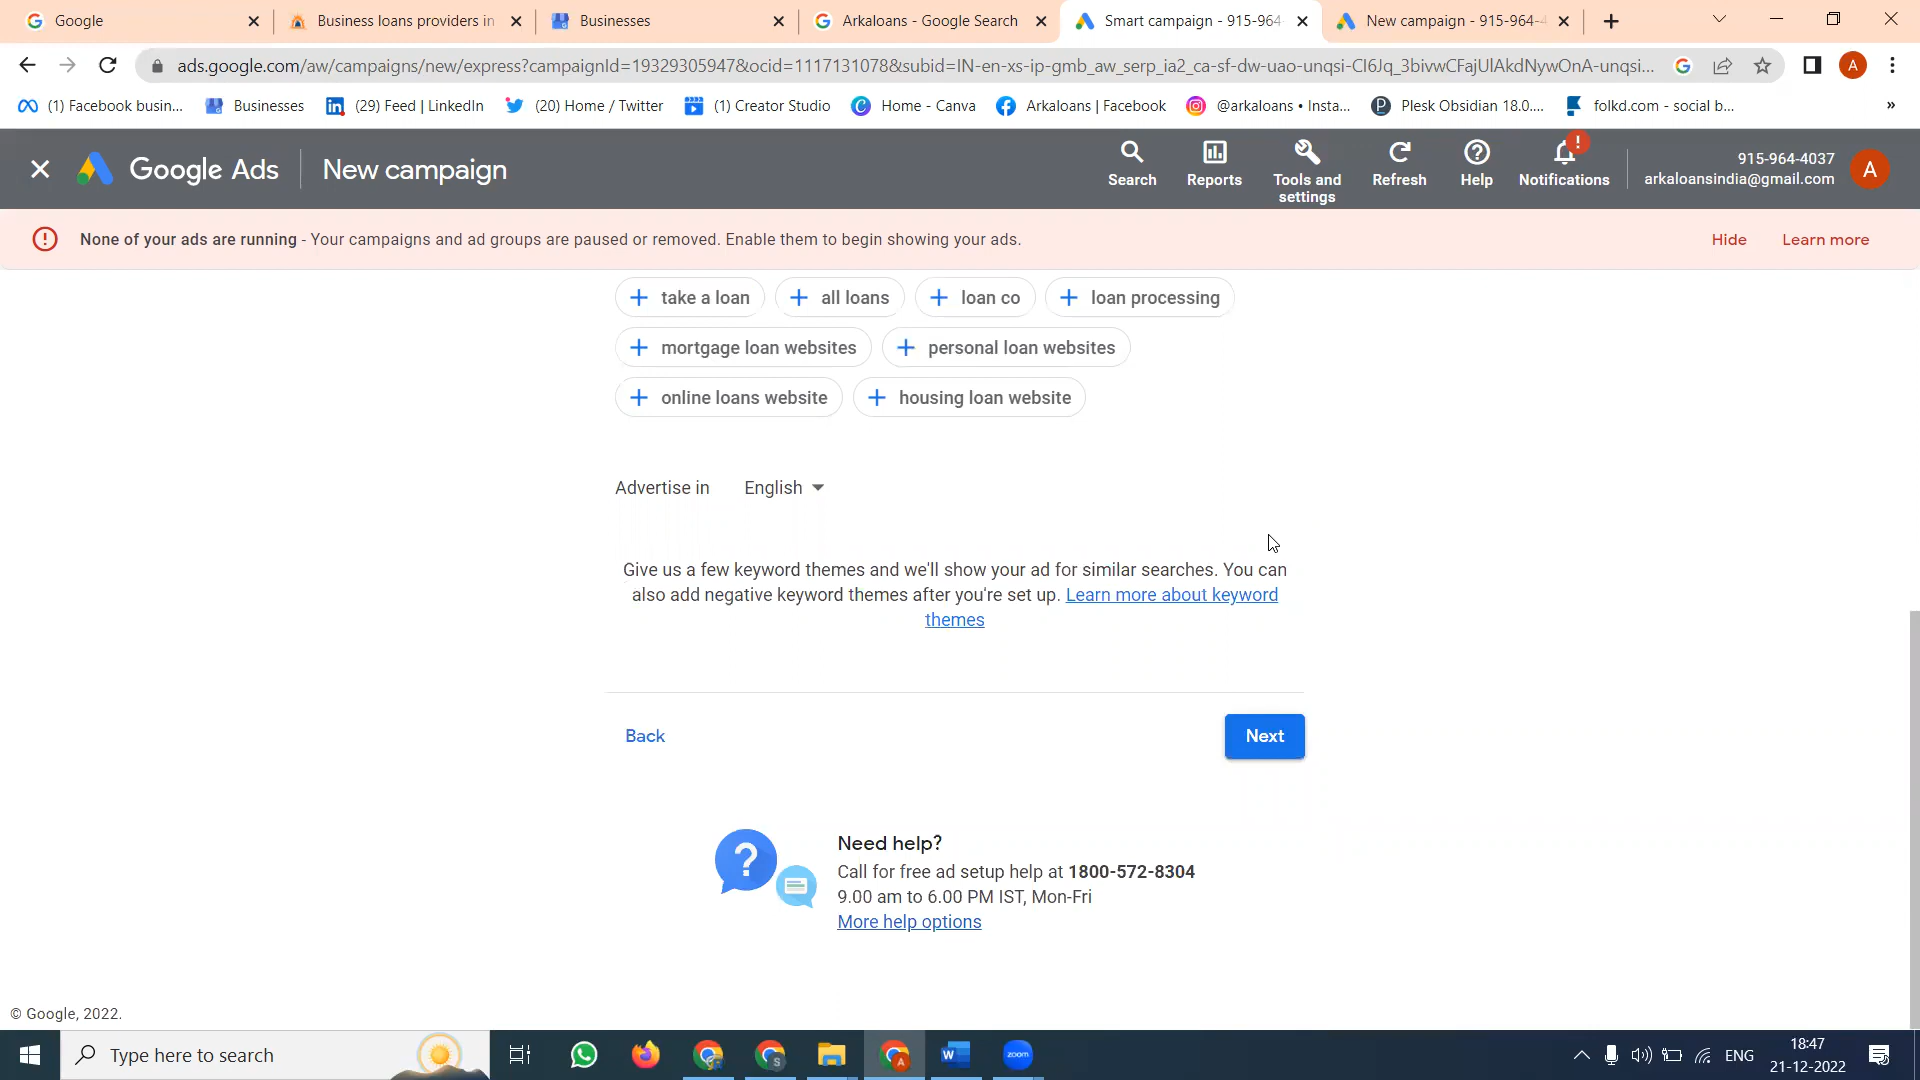 Google
Business loans providers in
Businesses
Arkaloans - Google Search
Smart campaign - 915-964
New campaign - 915-964-4
ads.google.com/aw/campaigns/new/express?campaignId=19329305947&ocid=1117131078&subid=IN-en-xs-ip-gmb_aw_serp_ia2_ca-sf-dw-uao-unqsi-CI6Jq_3bivwCFajUlAkdNywOnA-unqsi...
A
(1) Facebook busin...
Businesses
(29) Feed | LinkedIn
(20) Home / Twitter
(1) Creator Studio
Home - Canva
Arkaloans | Facebook
@arkaloans • Insta...
Plesk Obsidian 18.0....
folkd.com - social b...
»
Google Ads
New campaign
Search
Reports
Tools and settings
Refresh
Help
Notifications
915-964-4037
arkaloansindia@gmail.com
A
None of your ads are running - Your campaigns and ad groups are paused or removed. Enable them to begin showing your ads.
Hide
Learn more
+ take a loan
+ all loans
+ loan co
+ loan processing
+ mortgage loan websites
+ personal loan websites
+ online loans website
+ housing loan website
Advertise in English
Give us a few keyword themes and we'll show your ad for similar searches. You can
also add negative keyword themes after you're set up. Learn more about keyword
themes
Back
Next
Need help?
Call for free ad setup help at 1800-572-8304
9.00 am to 6.00 PM IST, Mon-Fri
More help options
© Google, 2022.
Type here to search
zoom
ENG
18:47
21-12-2022